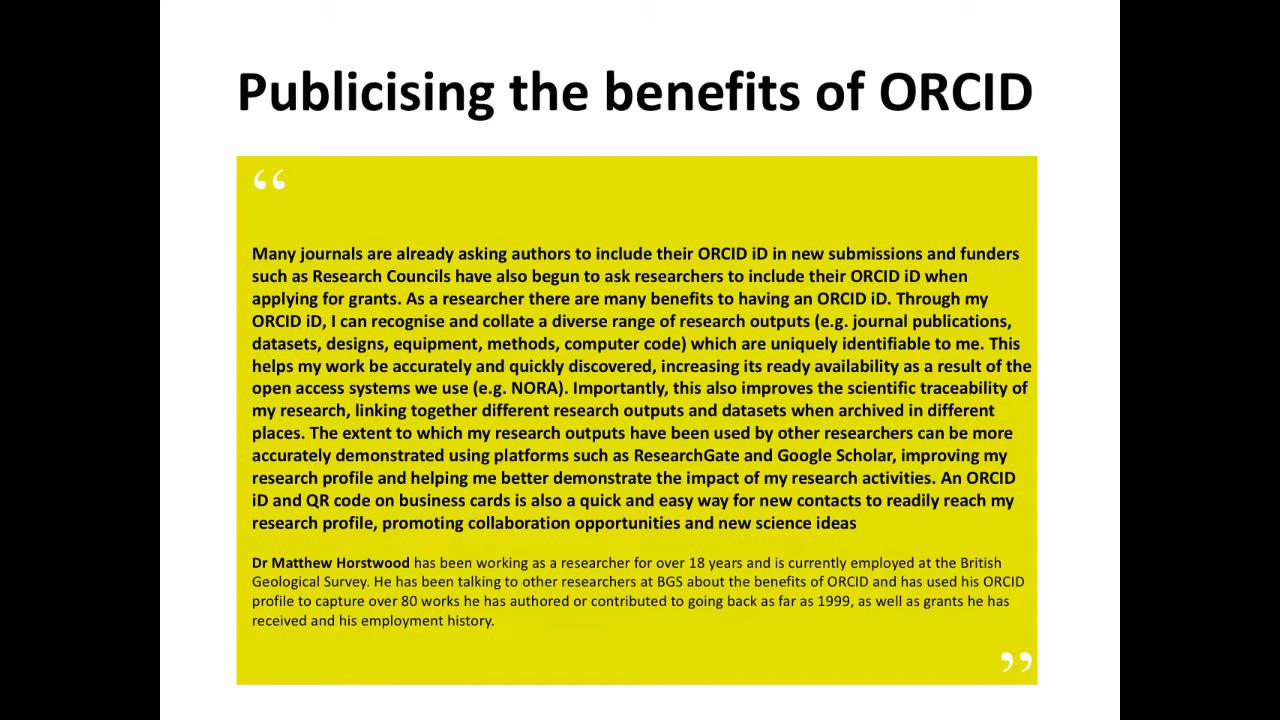 Publicising the benefits of ORCID
“
Many journals are already asking authors to include their ORCID iD in new submissions and funders
such as Research Councils have also begun to ask researchers to include their ORCID iD when
applying for grants. As a researcher there are many benefits to having an ORCID iD. Through my
ORCID iD, I can recognise and collate a diverse range of research outputs (e.g. journal publications,
datasets, designs, equipment, methods, computer code) which are uniquely identifiable to me. This
helps my work be accurately and quickly discovered, increasing its ready availability as a result of the
open access systems we use (e.g. NORA). Importantly, this also improves the scientific traceability of
my research, linking together different research outputs and datasets when archived in different
places. The extent to which my research outputs have been used by other researchers can be more
accurately demonstrated using platforms such as ResearchGate and Google Scholar, improving my
research profile and helping me better demonstrate the impact of my research activities. An ORCID
iD and QR code on business cards is also a quick and easy way for new contacts to readily reach my
research profile, promoting collaboration opportunities and new science ideas
Dr Matthew Horstwood has been working as a researcher for over 18 years and is currently employed at the British
Geological Survey. He has been talking to other researchers at BGS about the benefits of ORCID and has used his ORCID
profile to capture over 80 works he has authored or contributed to going back as far as 1999, as well as grants he has
received and his employment history.
”